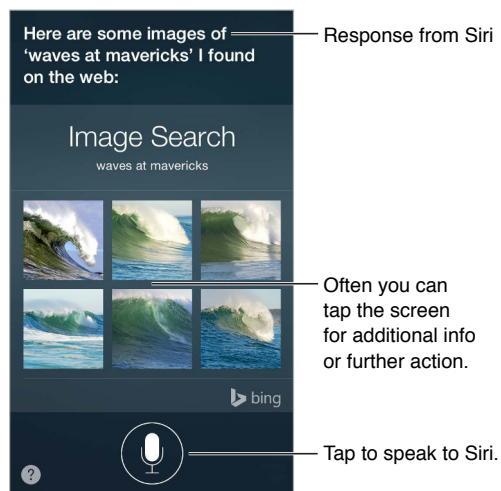 Here are some images of
‘waves at mavericks’ I found
on the web:
Response from Siri
Image Search
waves at mavericks
Often you can
tap the screen
for additional info
or further action.
bing
Tap to speak to Siri.
?